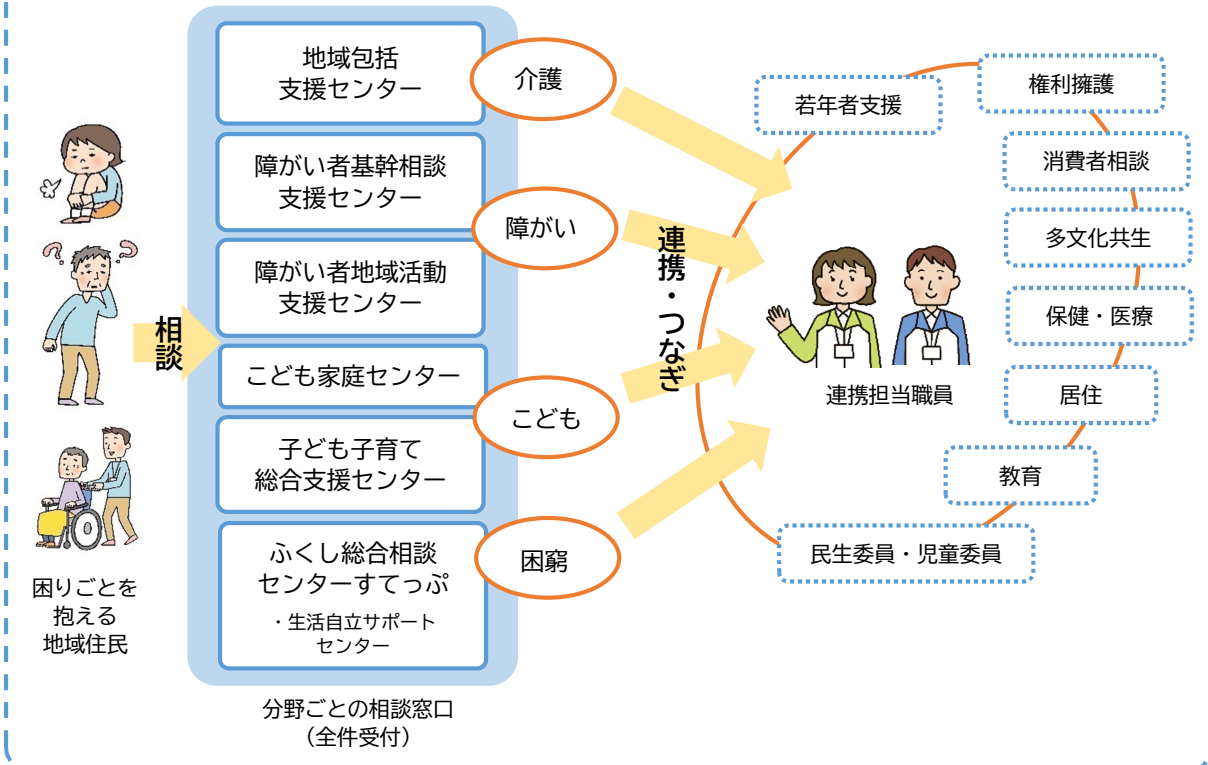 困りごとを
抱える
地域住民
相談
地域包括
支援センター
障がい者基幹相談
支援センター
障がい者地域活動
支援センター
こども家庭センター
子ども子育て
総合支援センター
ふくし総合相談
センターすてっぷ
・生活自立サポート
センター
分野ごとの相談窓口
（全件受付）
介護
障がい
こども
困窮
連携・つなぎ
連携担当職員
若年者支援
権利擁護
消費者相談
多文化共生
保健・医療
居住
教育
民生委員・児童委員
?
?